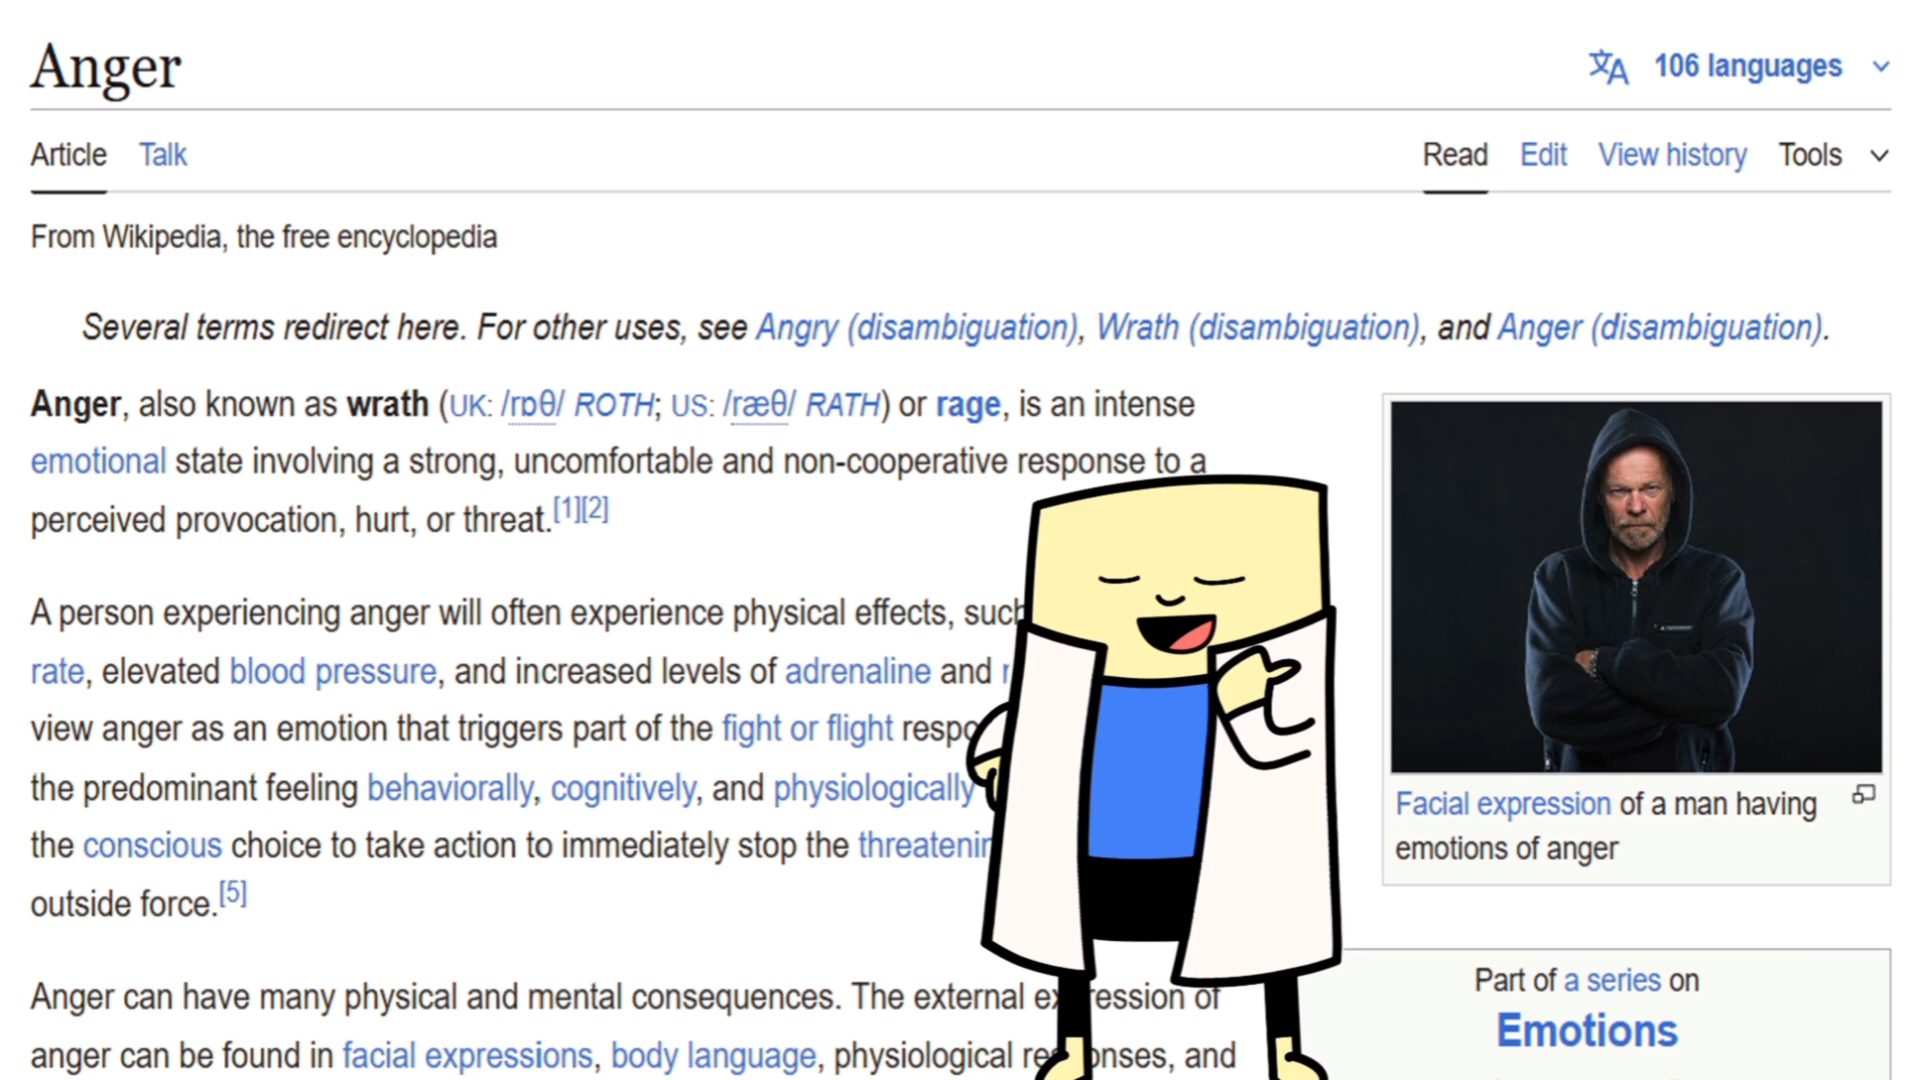 Anger
106 languages
Article Talk
Read Edit View history Tools
From Wikipedia, the free encyclopedia
Several terms redirect here. For other uses, see Angry (disambiguation), Wrath (disambiguation), and Anger (disambiguation).
Anger, also known as wrath (UK: /rɒθ/ ROTH; US: /ræθ/ RATH) or rage, is an intense
emotional state involving a strong, uncomfortable and non-cooperative response to a
perceived provocation, hurt, or threat.[1][2]
A person experiencing anger will often experience physical effects, such
rate, elevated blood pressure, and increased levels of adrenaline and
view anger as an emotion that triggers part of the fight or flight
the predominant feeling behaviorally, cognitively, and physiologically
the conscious choice to take action to immediately stop the
outside force.[5]
Anger can have many physical and mental consequences. The external of
anger can be found in facial expressions, body language, physiological and
Facial expression of a man having
emotions of anger
Part of a series on
Emotions